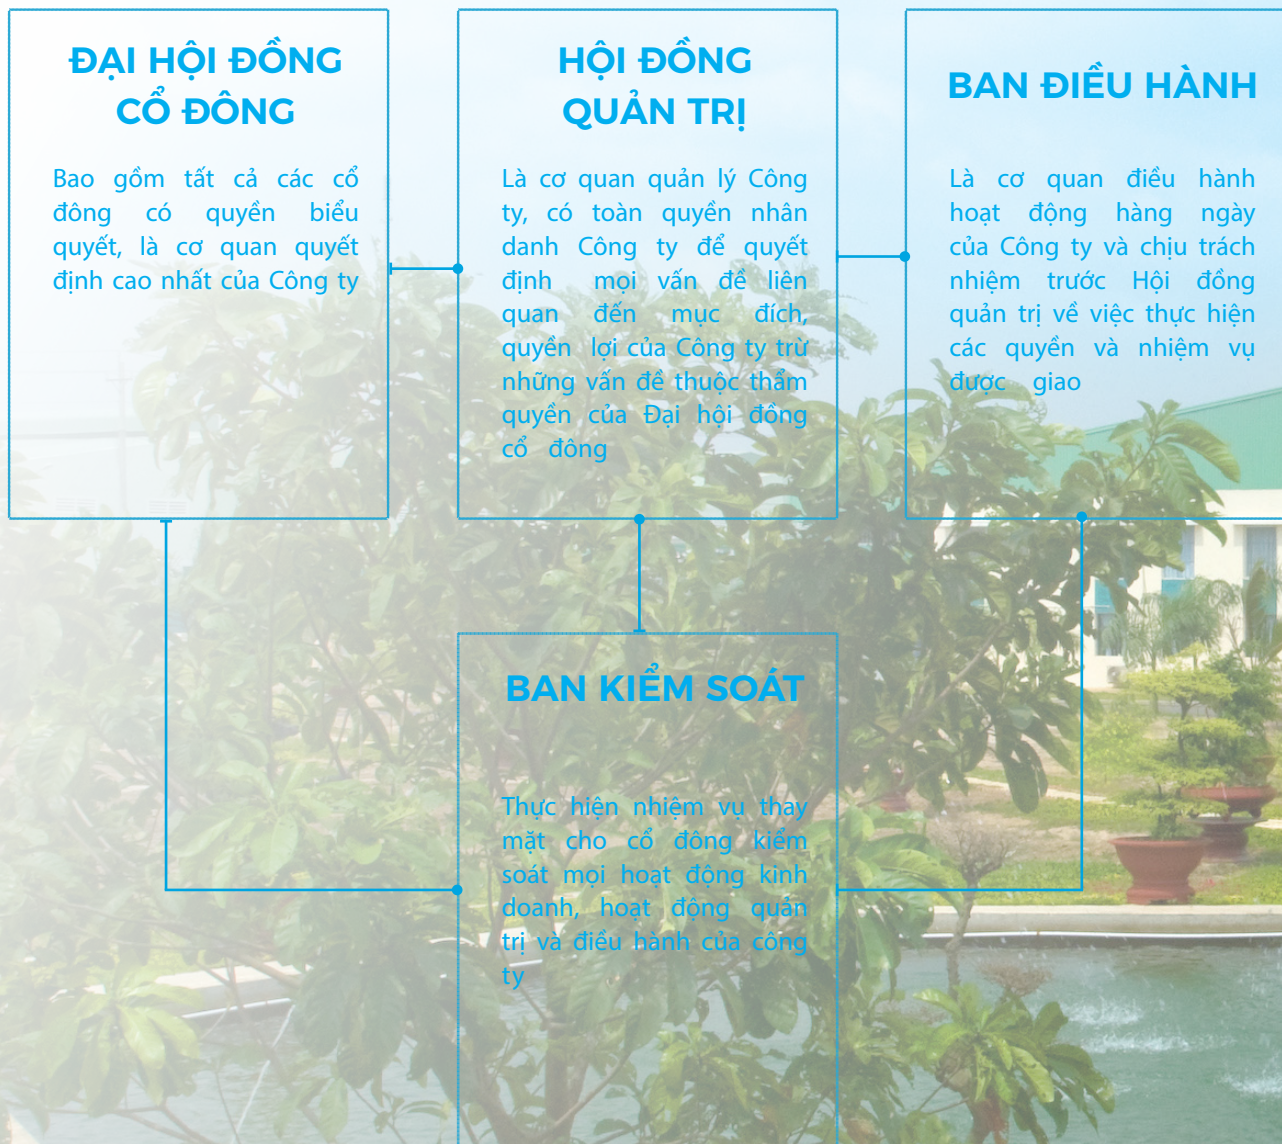 ĐẠI HỘI ĐỒNG
CỔ ĐÔNG
Bao gồm tất cả các cổ
đông có quyền biểu
quyết, là cơ quan quyết
định cao nhất của Công ty
HỘI ĐỒNG
QUẢN TRỊ
Là cơ quan quản lý Công
ty, có toàn quyền nhân
danh Công ty để quyết
định mọi vấn đề liên
quan đến mục đích,
quyền lợi của Công ty trừ
những vấn đề thuộc thẩm
quyền của Đại hội đồng
cổ đông
BAN ĐIỀU HÀNH
Là cơ quan điều hành
hoạt động hàng ngày
của Công ty và chịu trách
nhiệm trước Hội đồng
quản trị về việc thực hiện
các quyền và nhiệm vụ
được giao
BAN KIỂM SOÁT
Thực hiện nhiệm vụ thay
mặt cho cổ đông kiểm
soát mọi hoạt động kinh
doanh, hoạt động quản
trị và điều hành của công
ty